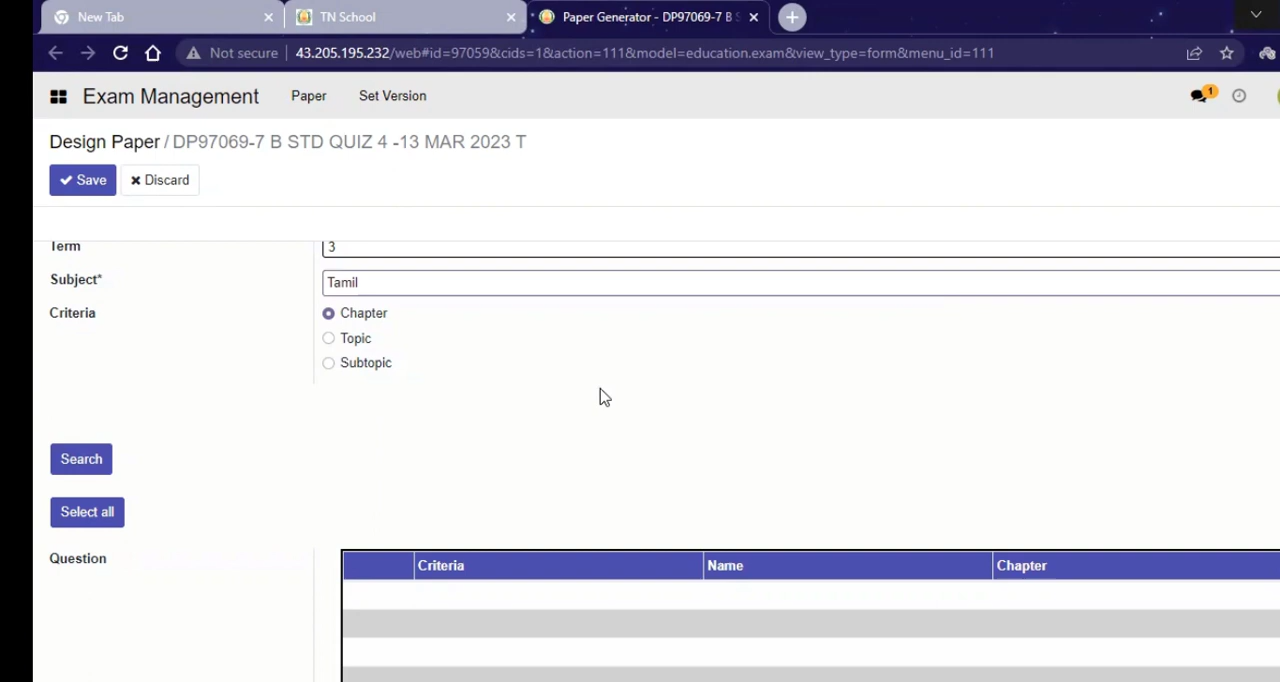 New Tab
TN School
Paper Generator - DP97069-7 B S
Not secure
43.205.195.232/web#id=97059&cids=1&action=111&model=education.exam&view_type=form&menu_id=111
Exam Management
Paper
Set Version
1
Design Paper / DP97069-7 B STD QUIZ 4 -13 MAR 2023 T
Save
Discard
Term
3
Subject*
Tamil
Criteria
Chapter
Topic
Subtopic
Search
Select all
Question
Criteria
Name
Chapter